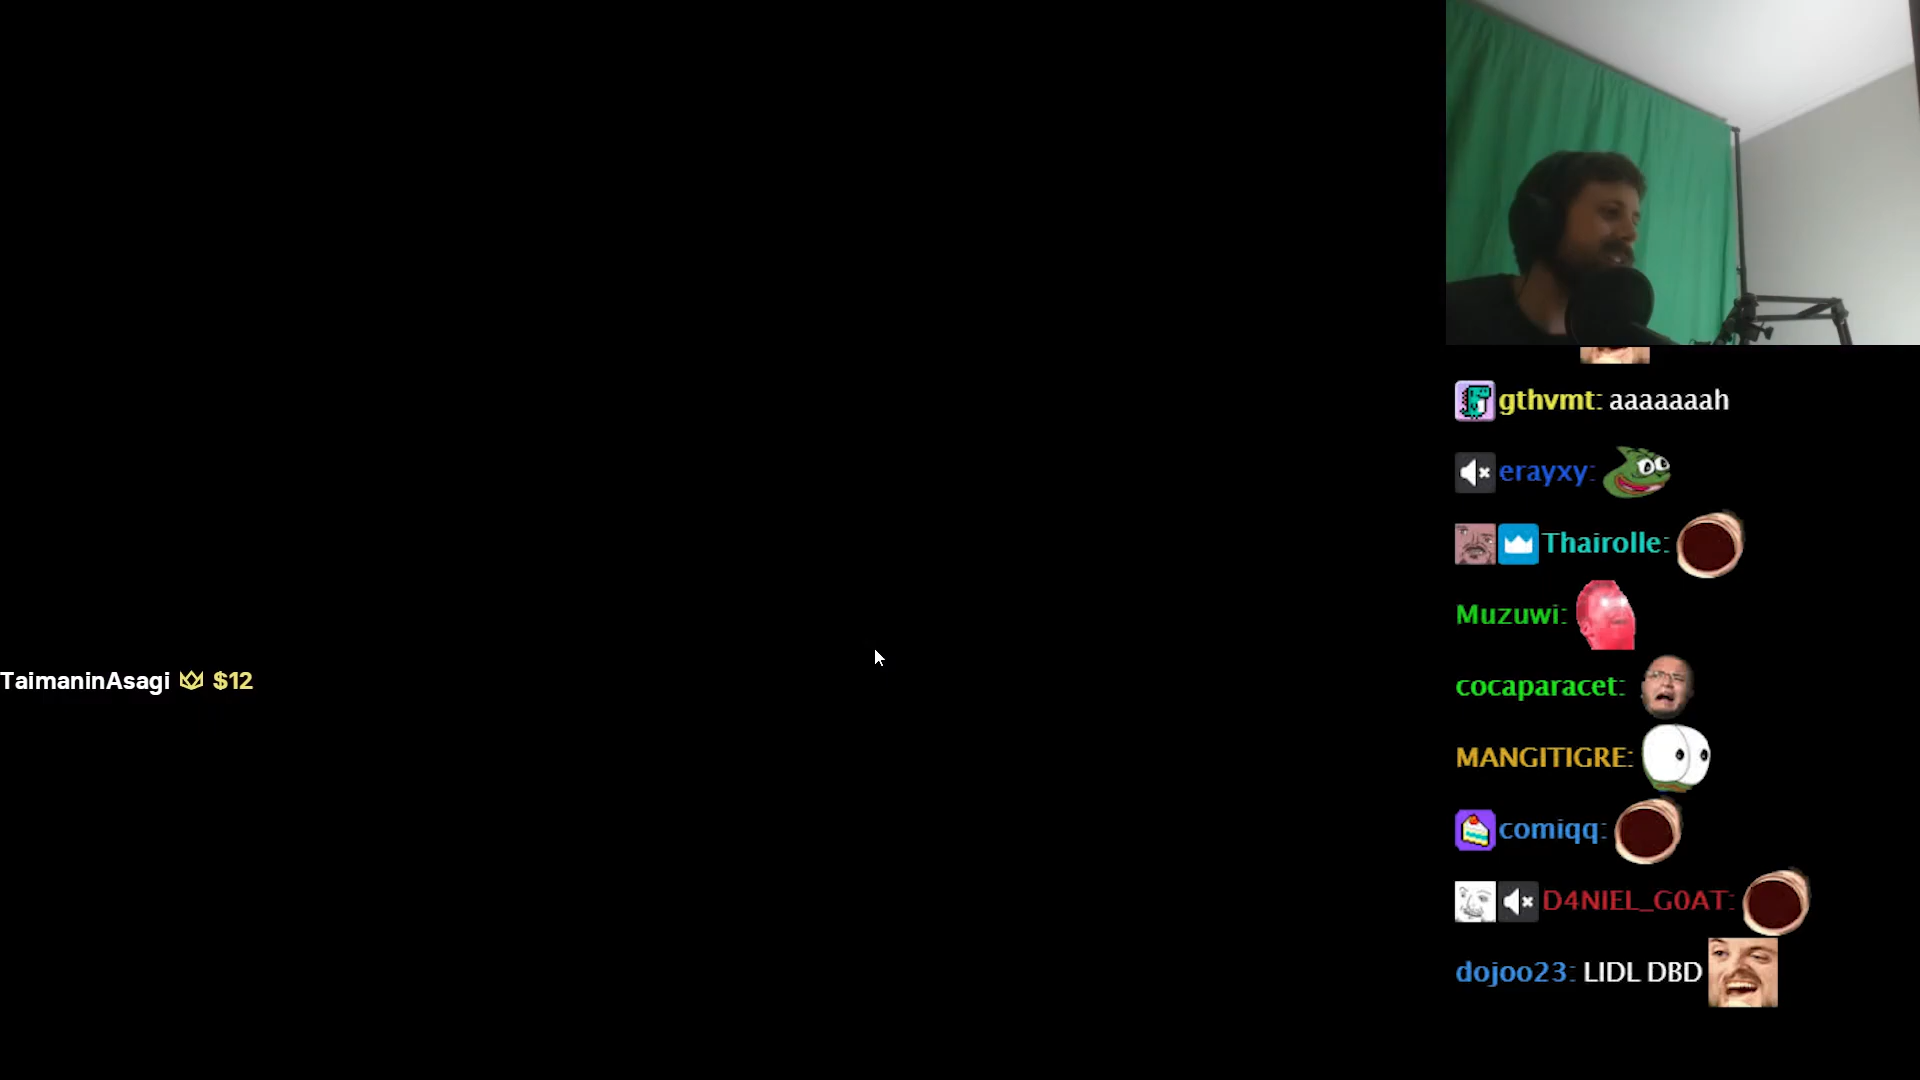 gthvmt: aaaaaaah
erayxy:
Thairolle:
Muzuwi:
TaimaninAsagi $12
cocaparacet:
MANGITIGRE:
comiqq:
D4NIEL_G0AT:
dojoo23: LIDL DBD